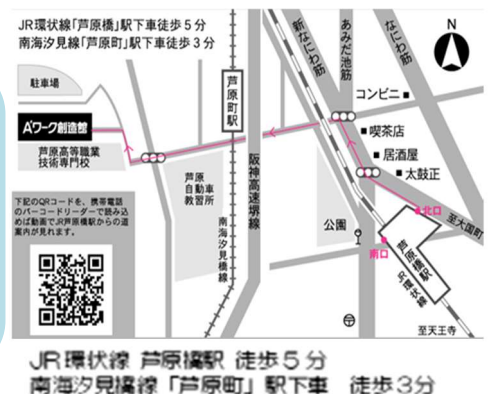 JR環状線「芦原橋」駅下車徒歩5分
南海汐見線「芦原町」駅下車徒歩3分
新なにわ筋
あみだ池筋
なにわ筋
N
駐車場
芦原町駅
コンビニ
A'ワーク創造館
喫茶店
芦原高等職業
技術専門校
居酒屋
太鼓正
芦原
自動車
教習所
阪神高速堺線
北口
至大国町
下記のQRコードを、携帯電話
のバーコードリーダーで読み込
めば動画でJR芦原橋駅からの道
案内が見れます。
公園
南口
芦原橋駅
JR環状線
南海汐見橋線
至天王寺
JR環状線 芦原橋駅 徒歩5分
南海汐見橋線「芦原町」駅下車 徒歩3分